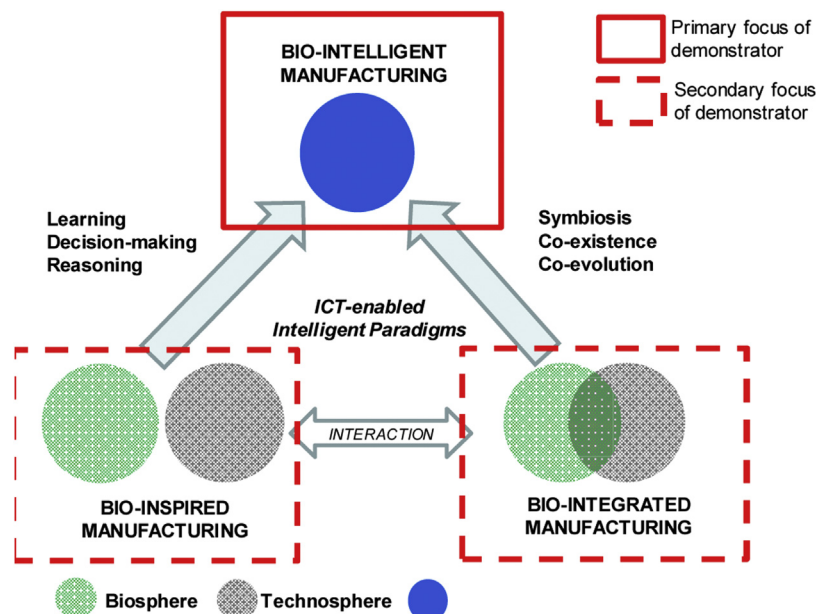 BIO-INTELLIGENT
MANUFACTURING
Primary focus of
demonstrator
Secondary focus
of demonstrator
Learning
Decision-making
Reasoning
Symbiosis
Co-existence
Co-evolution
ICT-enabled
Intelligent Paradigms
INTERACTION
BIO-INSPIRED
MANUFACTURING
BIO-INTEGRATED
MANUFACTURING
Biosphere
Technosphere